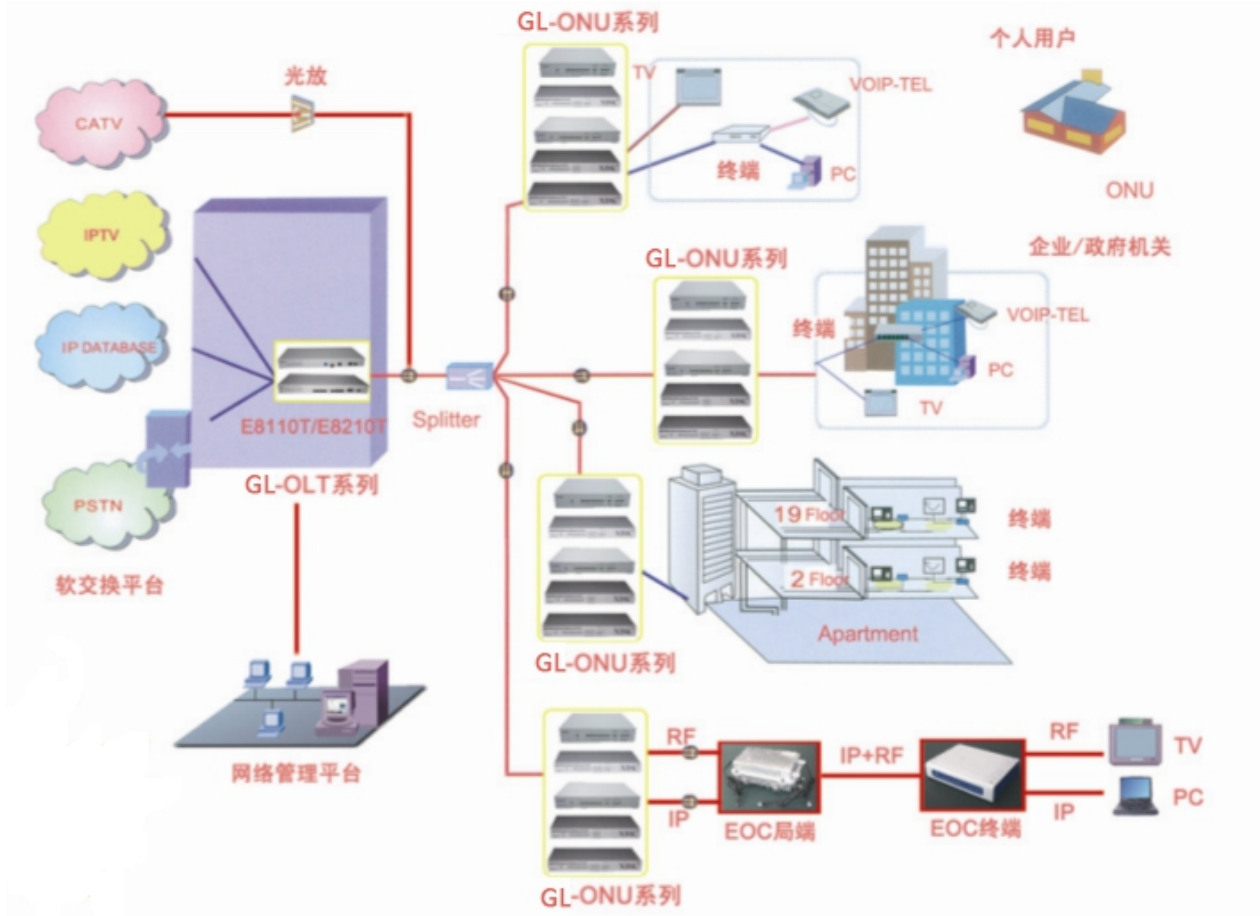 GL-ONU系列
个人用户
光放
TV
VOIP-TEL
CATV
终端
PC
ONU
IPTV
企业/政府机关
GL-ONU系列
VOIP-TEL
终端
IP DATABASE
PC
TV
E8110T/E8210T
Splitter
GL-OLT系列
PSTN
19 Floor
终端
2 Floor
终端
软交换平台
Apartment
GL-ONU系列
RF
IP+RF
RF
TV
网络管理平台
PC
IP
IP
EOC局端
EOC终端
GL-ONU系列